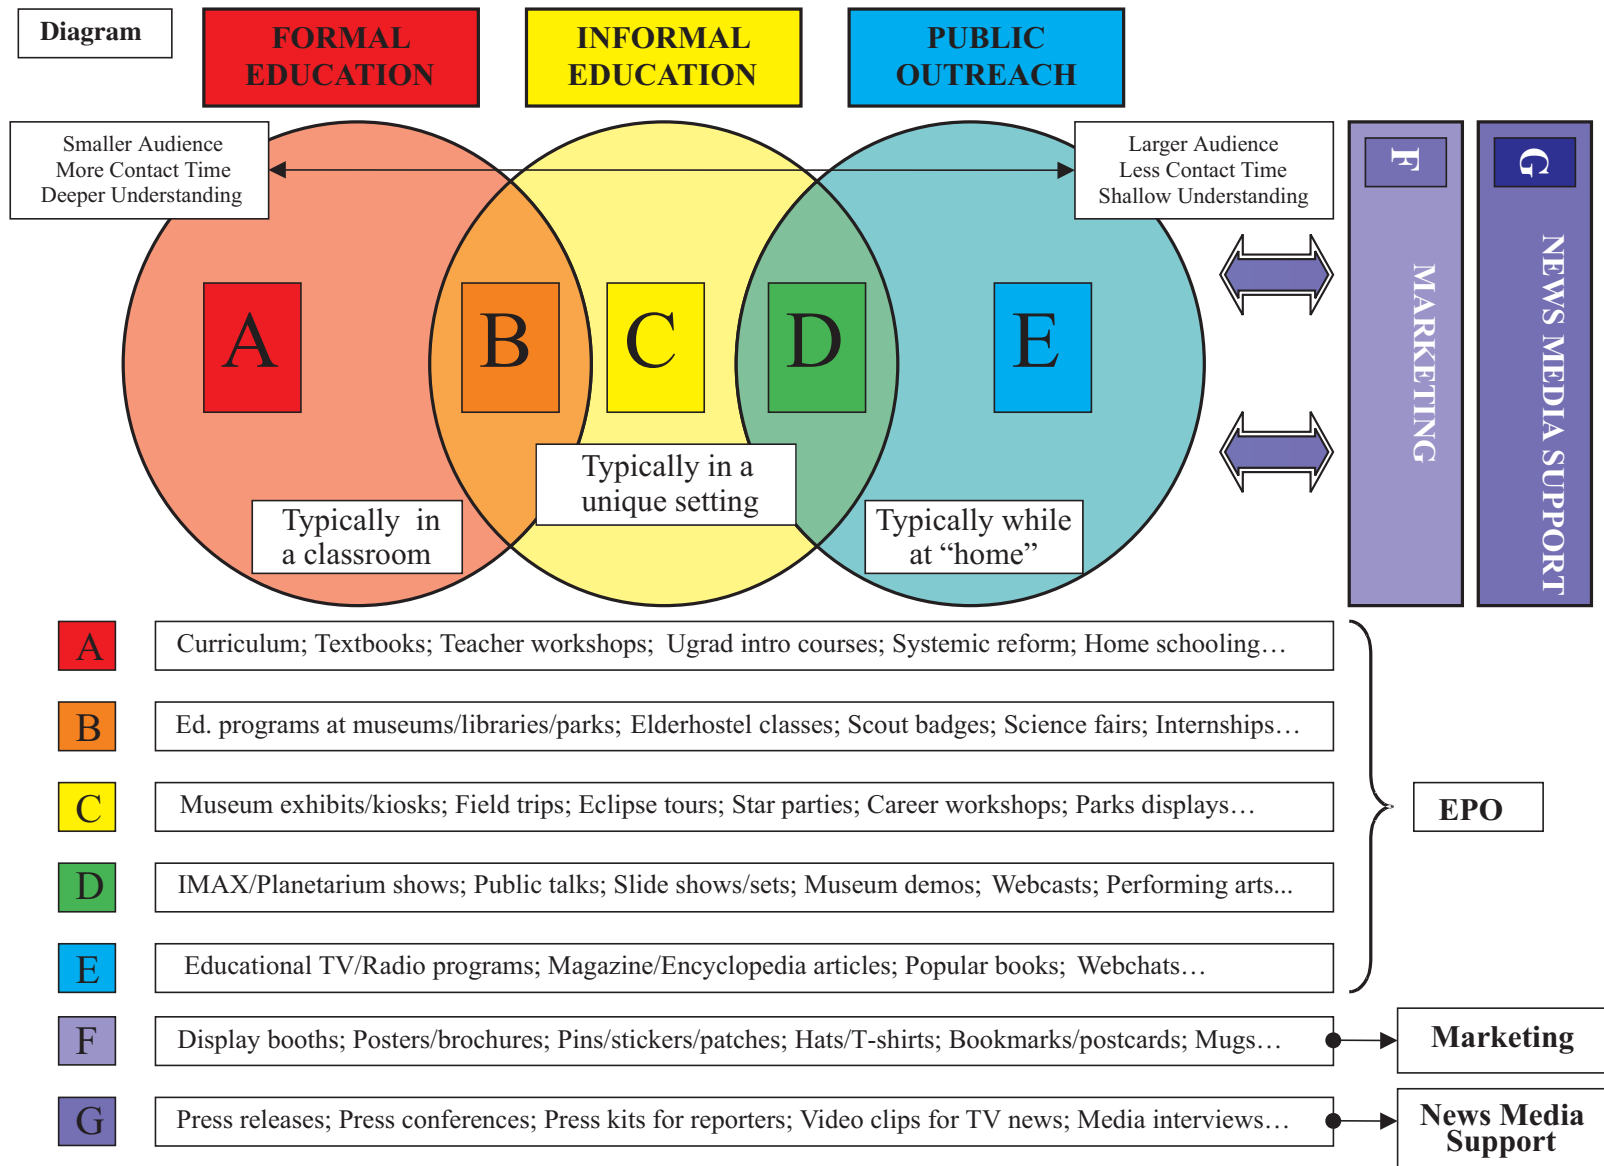 Diagram
FORMAL
EDUCATION
INFORMAL
EDUCATION
PUBLIC
OUTREACH
Smaller Audience
More Contact Time
Deeper Understanding
Larger Audience
Less Contact Time
Shallow Understanding
F
MARKETING
G
NEWS MEDIA SUPPORT
A
B
C
D
E
Typically in
a classroom
Typically in a
unique setting
Typically while
at “home”
A
Curriculum; Textbooks; Teacher workshops; Ugrad intro courses; Systemic reform; Home schooling…
B
Ed. programs at museums/libraries/parks; Elderhostel classes; Scout badges; Science fairs; Internships…
C
Museum exhibits/kiosks; Field trips; Eclipse tours; Star parties; Career workshops; Parks displays…
D
IMAX/Planetarium shows; Public talks; Slide shows/sets; Museum demos; Webcasts; Performing arts...
E
Educational TV/Radio programs; Magazine/Encyclopedia articles; Popular books; Webchats…
EPO
F
Display booths; Posters/brochures; Pins/stickers/patches; Hats/T-shirts; Bookmarks/postcards; Mugs…
Marketing
G
Press releases; Press conferences; Press kits for reporters; Video clips for TV news; Media interviews…
News Media
Support